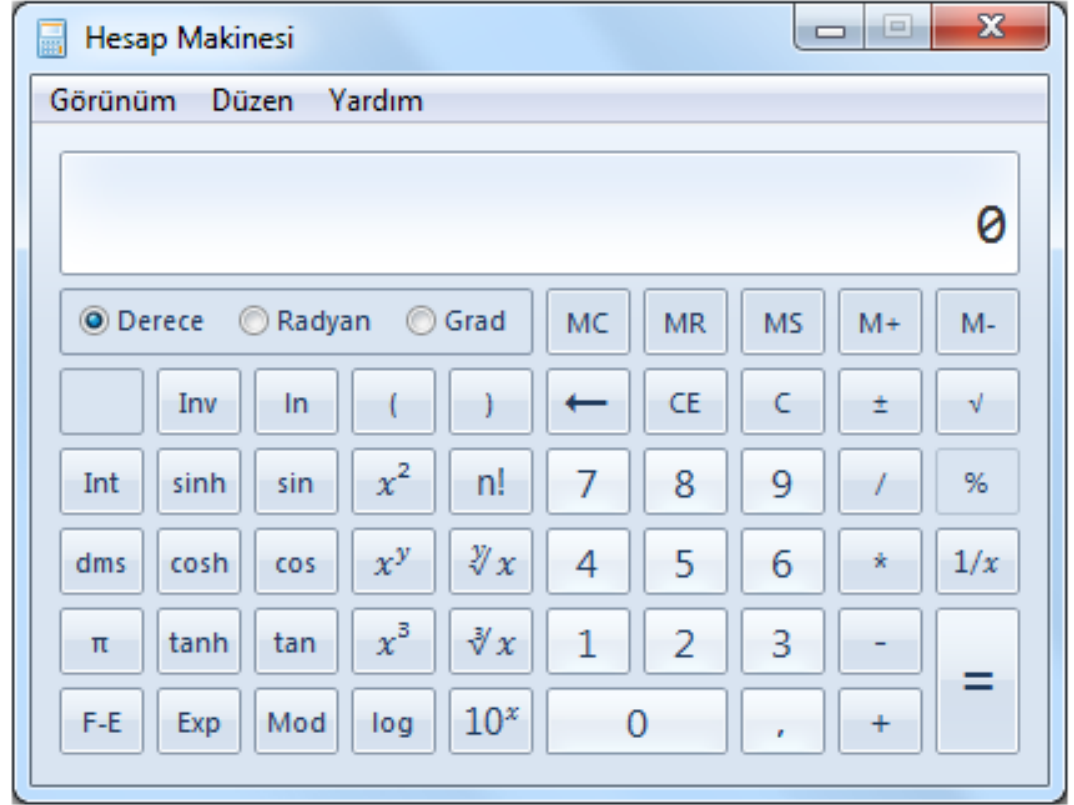 Hesap Makinesi
Görünüm Düzen Yardım
0
Derece Radyan Grad MC MR MS M+ M-
Inv ln ( ) ← CE C ± √
Int sinh sin x² n! 7 8 9 / %
dms cosh cos xʸ ʸ√x 4 5 6 * 1/x
π tanh tan x³ ³√x 1 2 3 - =
F-E Exp Mod log 10ˣ 0 , +